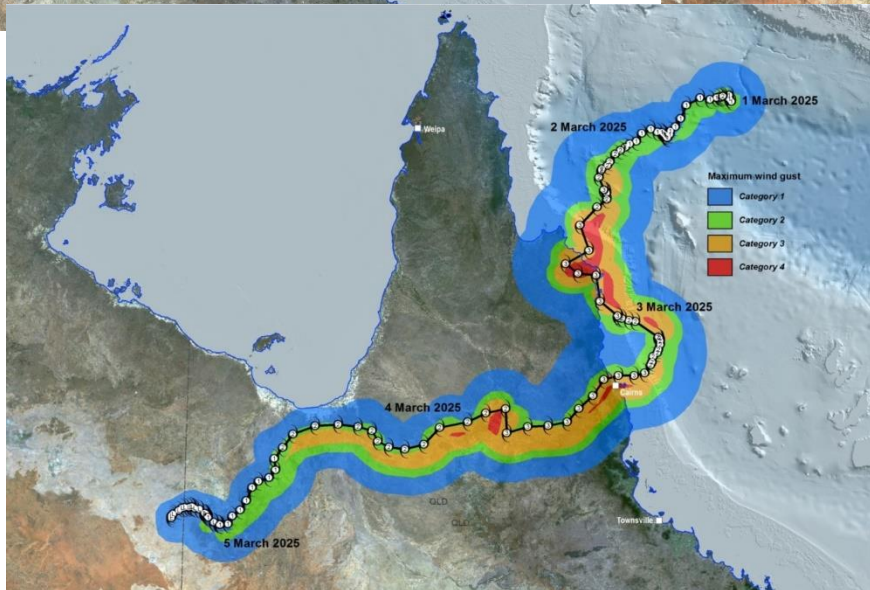 1 March 2025
2 March 2025
Weipa
Maximum wind gust
Category 1
Category 2
Category 3
Category 4
3 March 2025
Cairns
4 March 2025
QLD
QLD
Townsville
5 March 2025